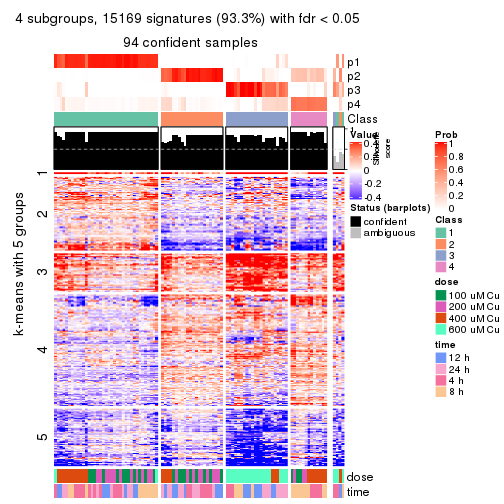 4 subgroups, 15169 signatures (93.3%) with fdr < 0.05
94 confident samples
p1
p2
p3
p4
Class
k-means with 5 groups
1
2
3
4
5
dose
time
Value
0.4
0.2
0
-0.2
-0.4
Silhouette
score
Status (barplots)
confident
ambiguous
Prob
1
0.8
0.6
0.4
0.2
0
Class
1
2
3
4
dose
100 uM Cu
200 uM Cu
400 uM Cu
600 uM Cu
time
12 h
24 h
4 h
8 h